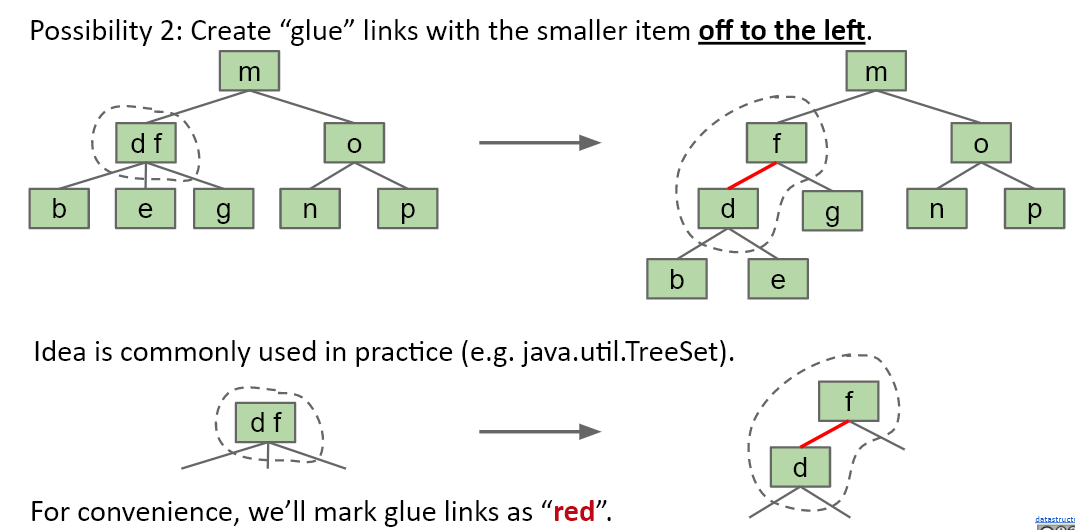 Possibility 2: Create “glue” links with the smaller item off to the left.
m
d f
o
b e g n p
m
f
o
d
g
n
p
b
e
Idea is commonly used in practice (e.g. java.util.TreeSet).
d f
f
d
For convenience, we’ll mark glue links as “red”.
datastruct